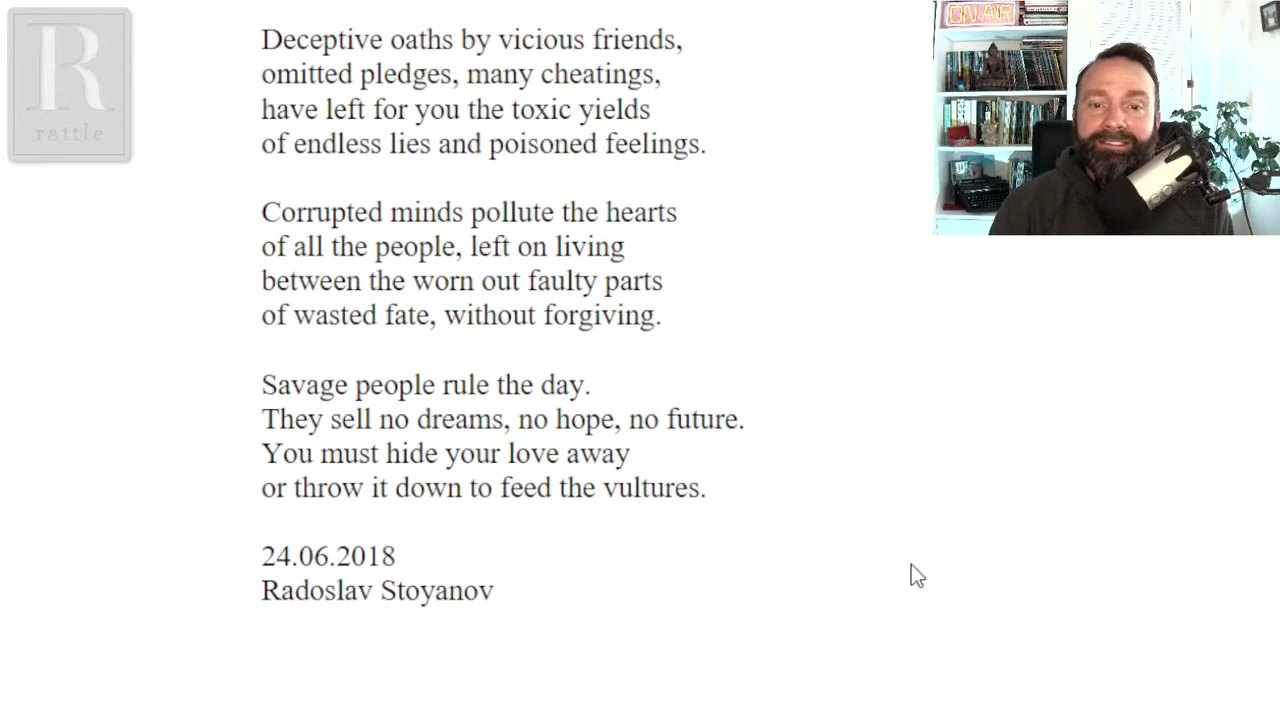 R
rattle
ON AIR
Deceptive oaths by vicious friends,
omitted pledges, many cheatings,
have left for you the toxic yields
of endless lies and poisoned feelings.
Corrupted minds pollute the hearts
of all the people, left on living
between the worn out faulty parts
of wasted fate, without forgiving.
Savage people rule the day.
They sell no dreams, no hope, no future.
You must hide your love away
or throw it down to feed the vultures.
24.06.2018
Radoslav Stoyanov